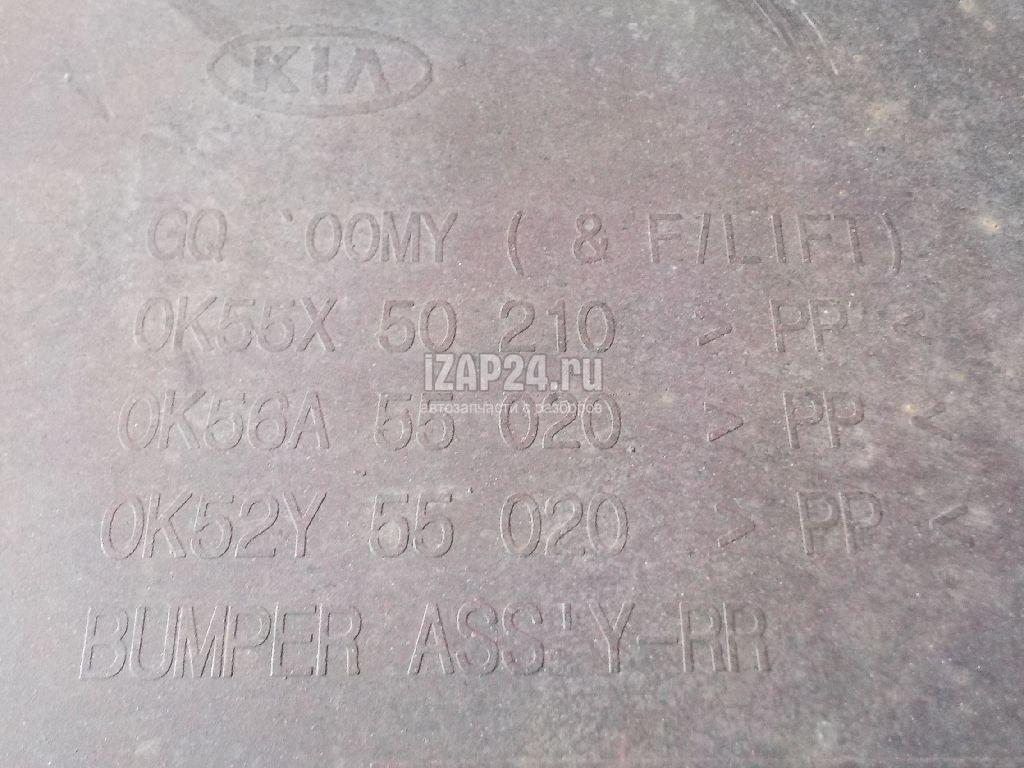 KIA
GQ '00MY ( & F/LIFT)
0K55X 50 210 > PP <
iZAP24.ru
автозапчасти с разборов
0K56A 55 020 > PP <
0K52Y 55 020 > PP <
BUMPER ASS'Y-RR